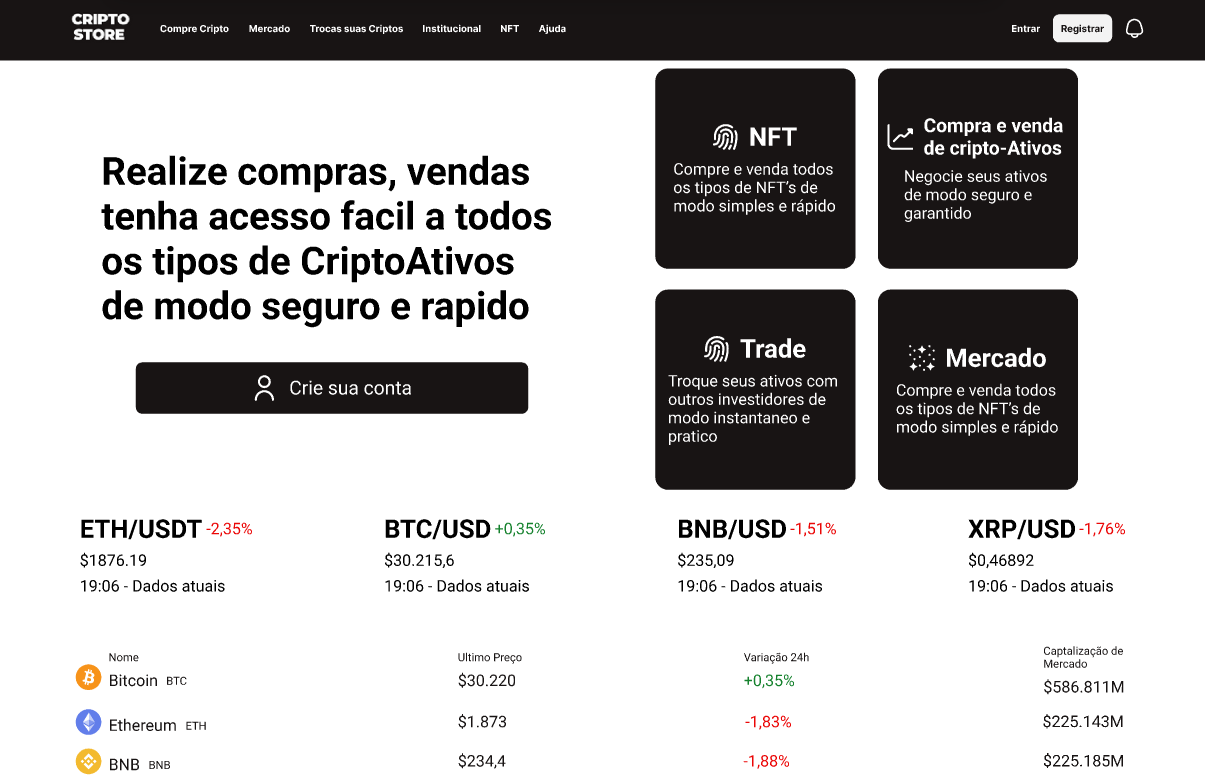 CRIPTO
STORE
Compre Cripto
Mercado
Trocas suas Criptos
Institucional
NFT
Ajuda
Entrar
Registrar
Realize compras, vendas
tenha acesso facil a todos
os tipos de CriptoAtivos
de modo seguro e rapido
Crie sua conta
NFT
Compre e venda todos
os tipos de NFT's de
modo simples e rápido
Compra e venda
de cripto-Ativos
Negocie seus ativos
de modo seguro e
garantido
Trade
Troque seus ativos com
outros investidores de
modo instantaneo e
pratico
Mercado
Compre e venda todos
os tipos de NFT's de
modo simples e rápido
ETH/USDT -2,35%
$1876.19
19:06 - Dados atuais
BTC/USD +0,35%
$30.215,6
19:06 - Dados atuais
BNB/USD -1,51%
$235,09
19:06 - Dados atuais
XRP/USD -1,76%
$0,46892
19:06 - Dados atuais
Nome
Ultimo Preço
Variação 24h
Captalização de
Mercado
Bitcoin BTC
$30.220
+0,35%
$586.811M
Ethereum ETH
$1.873
-1,83%
$225.143M
BNB BNB
$234,4
-1,88%
$225.185M